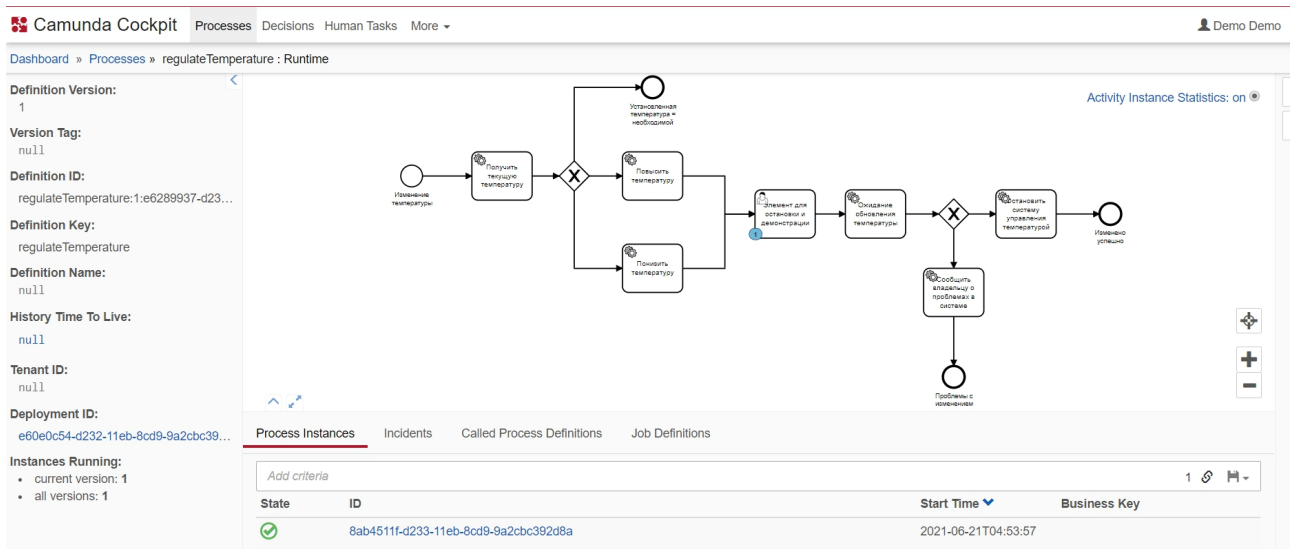 Camunda Cockpit Processes Decisions Human Tasks More Demo Demo
Dashboard » Processes » regulateTemperature : Runtime
Definition Version:
1
Version Tag:
null
Definition ID:
regulateTemperature:1:e6289937-d23...
Definition Key:
regulateTemperature
Definition Name:
null
History Time To Live:
null
Tenant ID:
null
Deployment ID:
e60e0c54-d232-11eb-8cd9-9a2cbc39...
Instances Running:
current version: 1
all versions: 1
Activity Instance Statistics: on
Установленная
температура =
необходимой
Изменение
температуры
Получить
текущую
температуру
Повысить
температуру
Понизить
температуру
Элемент для
остановки и
демонстрации
1
Ожидание
обновления
температуры
Остановить
систему
управления
температурой
Изменено
успешно
Сообщить
владельцу о
проблемах в
системе
Проблемы с
изменением
Process Instances Incidents Called Process Definitions Job Definitions
Add criteria 1
State ID Start Time Business Key
8ab4511f-d233-11eb-8cd9-9a2cbc392d8a 2021-06-21T04:53:57